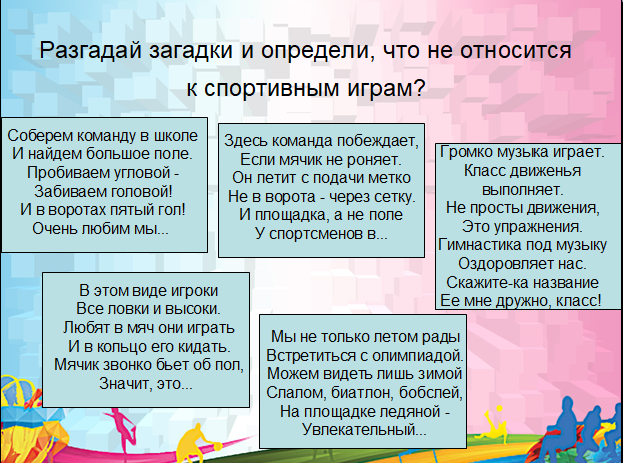 Разгадай загадки и определи, что не относится
к спортивным играм?
Соберем команду в школе
И найдем большое поле.
Пробиваем угловой -
Забиваем головой!
И в воротах пятый гол!
Очень любим мы...
Здесь команда побеждает,
Если мячик не роняет.
Он летит с подачи метко
Не в ворота - через сетку.
И площадка, а не поле
У спортсменов в...
Громко музыка играет.
Класс движенья
выполняет.
Не просты движения,
Это упражнения.
Гимнастика под музыку
Оздоровляет нас.
Скажите-ка название
Ее мне дружно, класс!
В этом виде игроки
Все ловки и высоки.
Любят в мяч они играть
И в кольцо его кидать.
Мячик звонко бьет об пол,
Значит, это...
Мы не только летом рады
Встретиться с олимпиадой.
Можем видеть лишь зимой
Слалом, биатлон, бобслей,
На площадке ледяной -
Увлекательный...